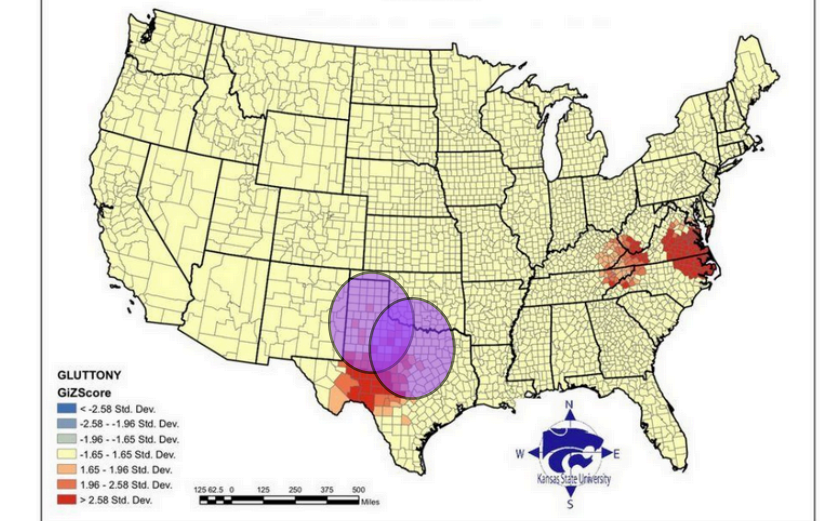 GLUTTONY
GiZScore
< -2.58 Std. Dev.
-2.58 - -1.96 Std. Dev.
-1.96 - -1.65 Std. Dev.
-1.65 - 1.65 Std. Dev.
1.65 - 1.96 Std. Dev.
1.96 - 2.58 Std. Dev.
> 2.58 Std. Dev.
125 62.5 0 125 250 375 500
Miles
N
W E
Kansas State University
S